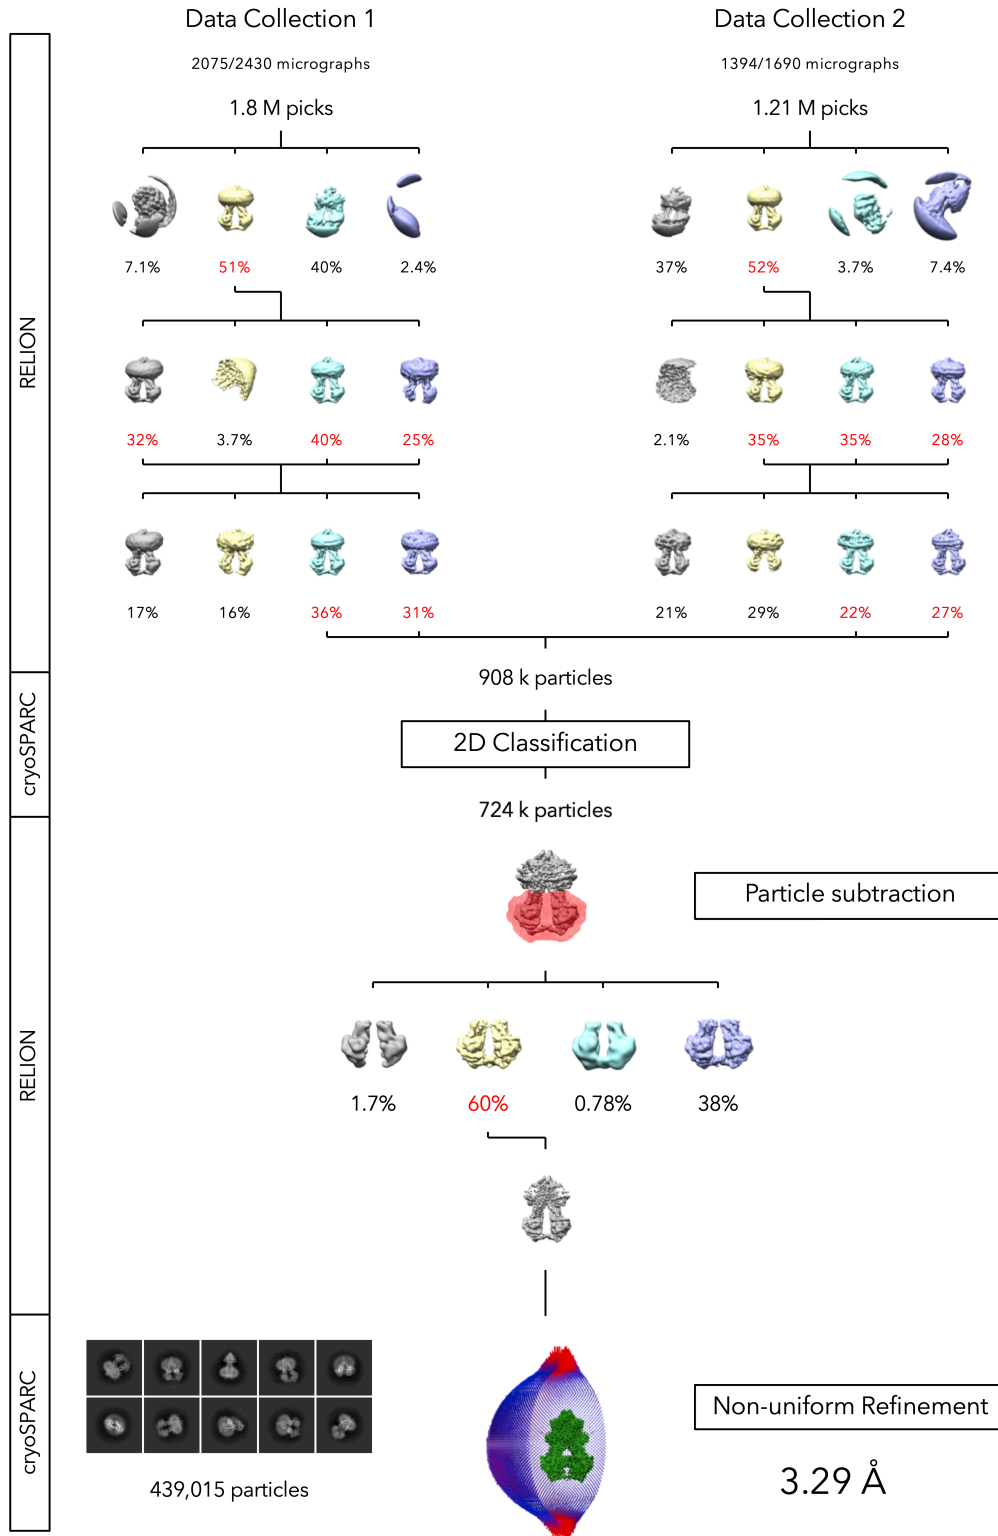 Data Collection 1
Data Collection 2
2075/2430 micrographs
1394/1690 micrographs
1.8 M picks
1.21 M picks
7.1%
51%
40%
2.4%
37%
52%
3.7%
7.4%
RELION
32%
3.7%
40%
25%
2.1%
35%
35%
28%
17%
16%
36%
31%
21%
29%
22%
27%
908 k particles
cryoSPARC
2D Classification
724 k particles
Particle subtraction
RELION
1.7%
60%
0.78%
38%
cryoSPARC
Non-uniform Refinement
439,015 particles
3.29 Å